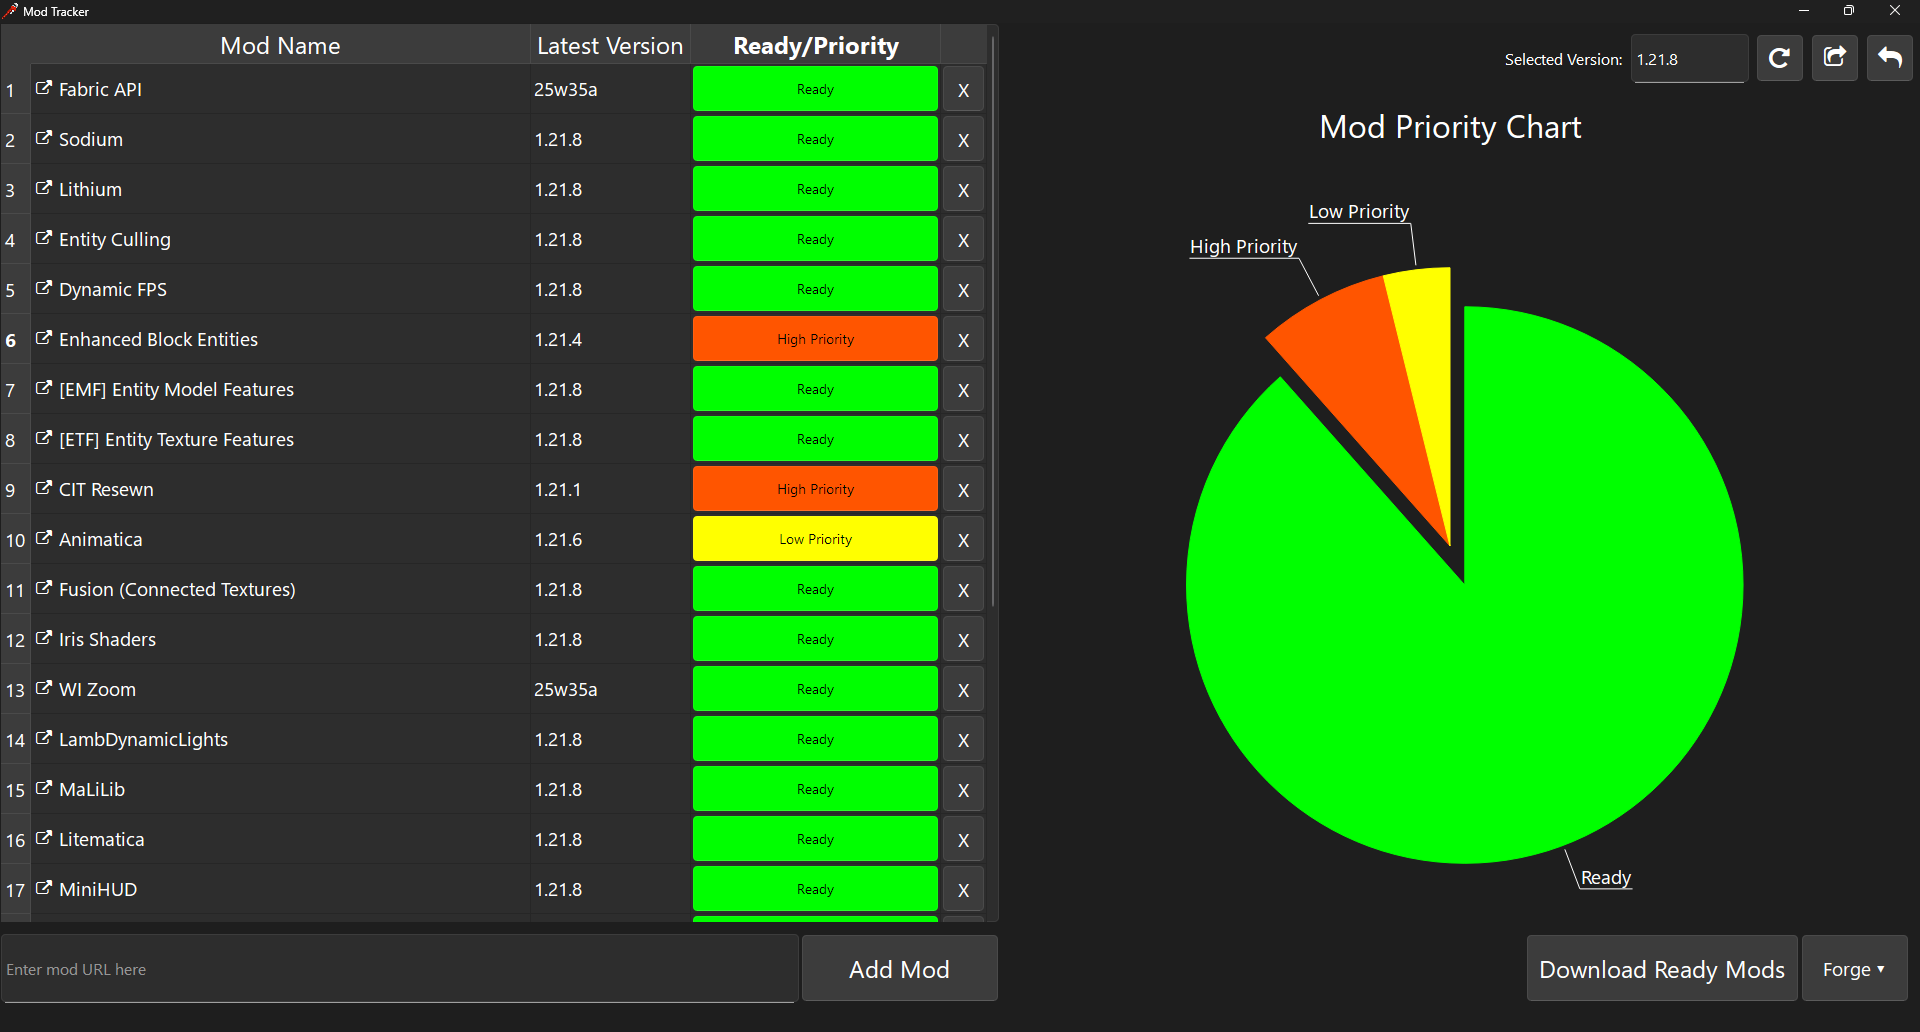 Mod Tracker
Mod Name Latest Version Ready/Priority
1 Fabric API 25w35a Ready X
2 Sodium 1.21.8 Ready X
3 Lithium 1.21.8 Ready X
4 Entity Culling 1.21.8 Ready X
5 Dynamic FPS 1.21.8 Ready X
6 Enhanced Block Entities 1.21.4 High Priority X
7 [EMF] Entity Model Features 1.21.8 Ready X
8 [ETF] Entity Texture Features 1.21.8 Ready X
9 CIT Resewn 1.21.1 High Priority X
10 Animatica 1.21.6 Low Priority X
11 Fusion (Connected Textures) 1.21.8 Ready X
12 Iris Shaders 1.21.8 Ready X
13 WI Zoom 25w35a Ready X
14 LambDynamicLights 1.21.8 Ready X
15 MaLiLib 1.21.8 Ready X
16 Litematica 1.21.8 Ready X
17 MiniHUD 1.21.8 Ready X
Enter mod URL here
Add Mod
Selected Version: 1.21.8
Mod Priority Chart
Low Priority
High Priority
Ready
Download Ready Mods
Forge